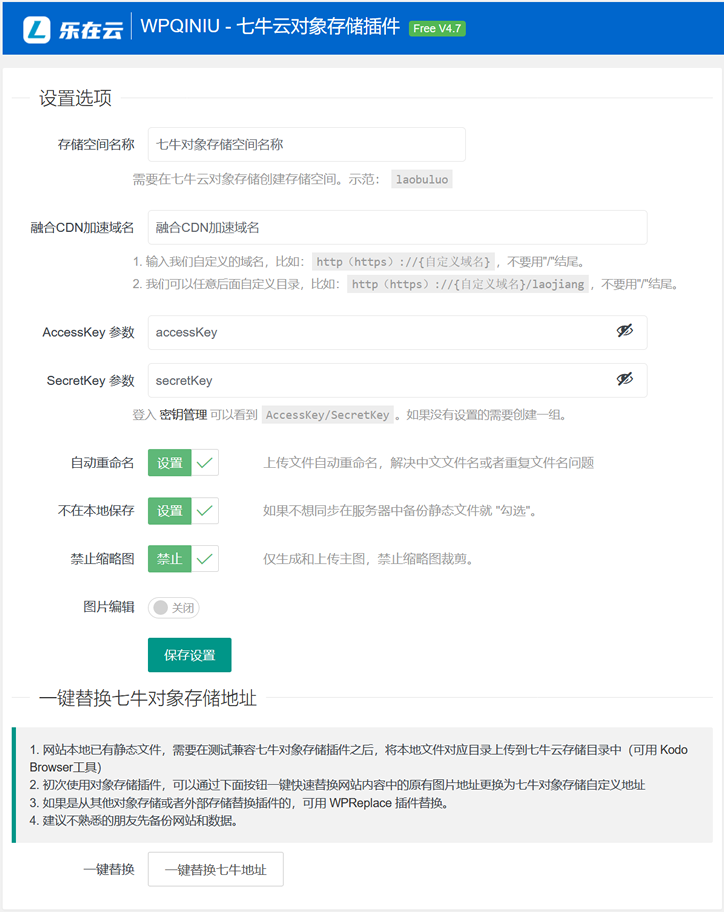 乐在云 WPQINIU - 七牛云对象存储插件 Free V4.7
设置选项
存储空间名称 七牛对象存储空间名称
需要在七牛云对象存储创建存储空间。示范： laobuluo
融合CDN加速域名 融合CDN加速域名
1. 输入我们自定义的域名，比如： http（https）://{自定义域名} ，不要用"/"结尾。
2. 我们可以任意后面自定义目录，比如： http（https）://{自定义域名}/laojiang ，不要用"/"结尾。
AccessKey 参数 accessKey
SecretKey 参数 secretKey
登入 密钥管理 可以看到 AccessKey/SecretKey 。如果没有设置的需要创建一组。
自动重命名 设置 上传文件自动重命名，解决中文文件名或者重复文件名问题
不在本地保存 设置 如果不想同步在服务器中备份静态文件就 "勾选"。
禁止缩略图 禁止 仅生成和上传主图，禁止缩略图裁剪。
图片编辑 关闭
保存设置
一键替换七牛对象存储地址
1. 网站本地已有静态文件，需要在测试兼容七牛对象存储插件之后，将本地文件对应目录上传到七牛云存储目录中（可用 Kodo
Browser工具）
2. 初次使用对象存储插件，可以通过下面按钮一键快速替换网站内容中的原有图片地址更换为七牛对象存储自定义地址
3. 如果是从其他对象存储或者外部存储替换插件的，可用 WPReplace 插件替换。
4. 建议不熟悉的朋友先备份网站和数据。
一键替换 一键替换七牛地址